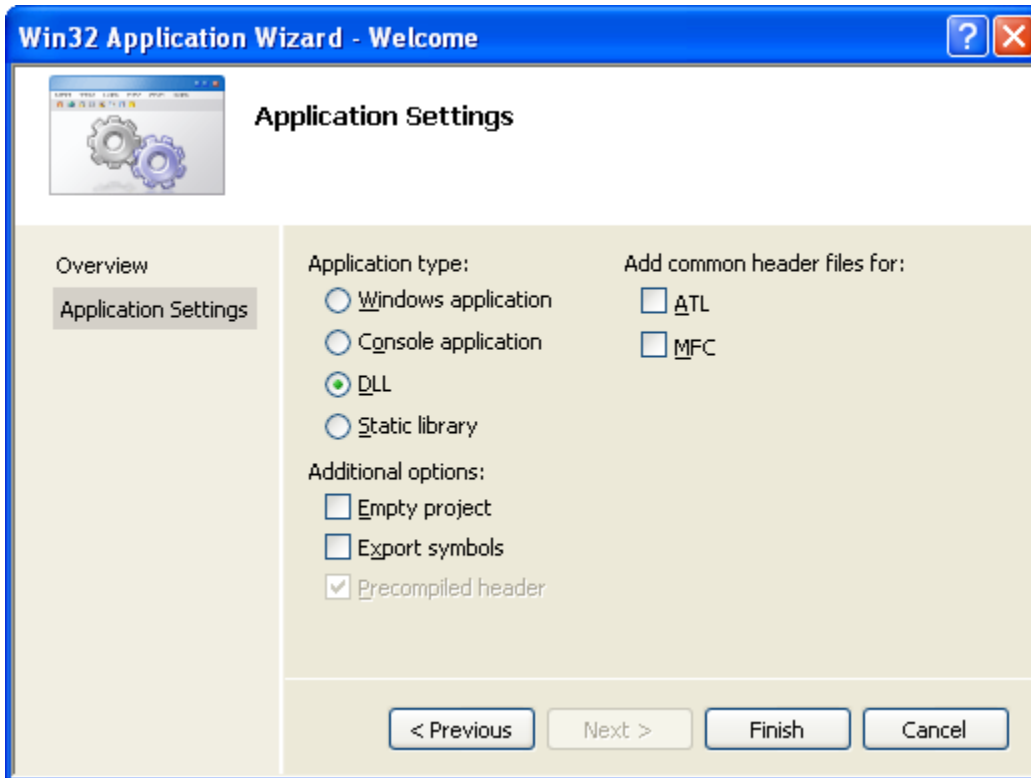 Win32 Application Wizard - Welcome
Application Settings
Overview
Application Settings
Application type:
Windows application
Console application
DLL
Static library
Additional options:
Empty project
Export symbols
Precompiled header
Add common header files for:
ATL
MFC
< Previous
Next >
Finish
Cancel